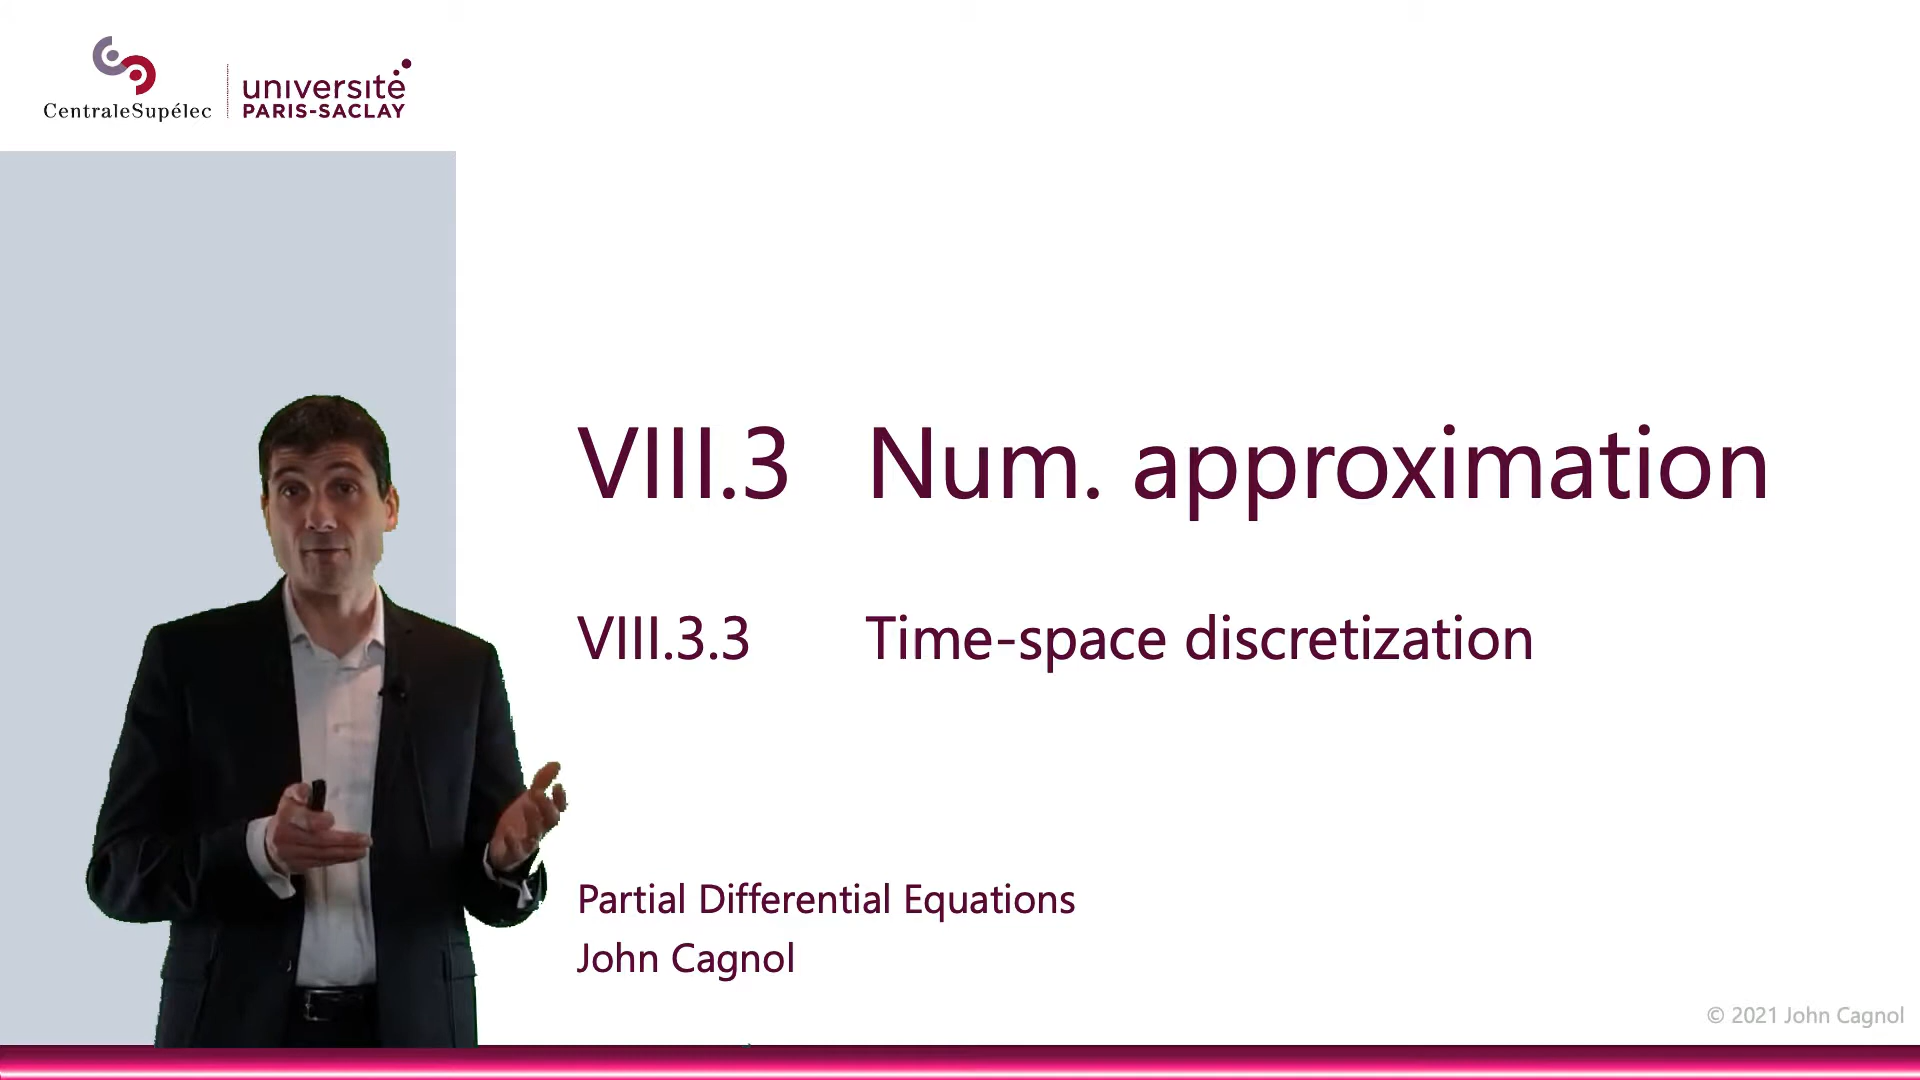 CentraleSupélec
université
PARIS-SACLAY
VIII.3 Num. approximation
VIII.3.3 Time-space discretization
Partial Differential Equations
John Cagnol
© 2021 John Cagnol